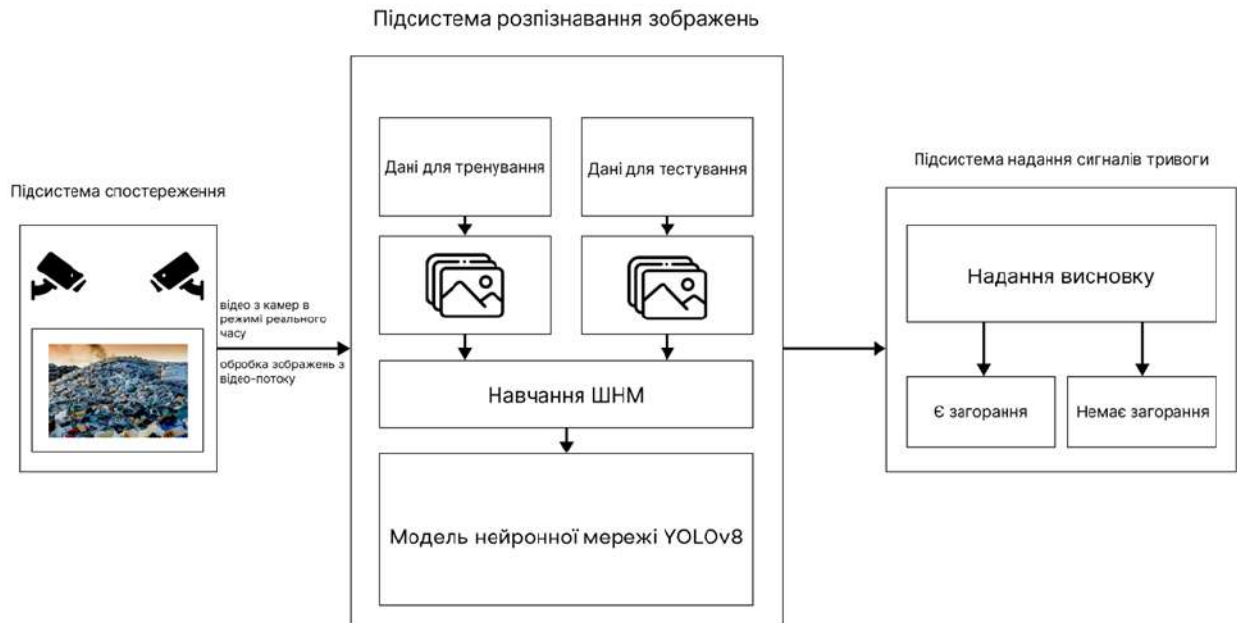 Підсистема розпізнавання зображень
Підсистема спостереження
відео з камер в
режимі реального
часу
обробка зображень з
відео-потоку
Дані для тренування
Дані для тестування
Навчання ШНМ
Модель нейронної мережі YOLOv8
Підсистема надання сигналів тривоги
Надання висновку
Є загорання
Немає загорання